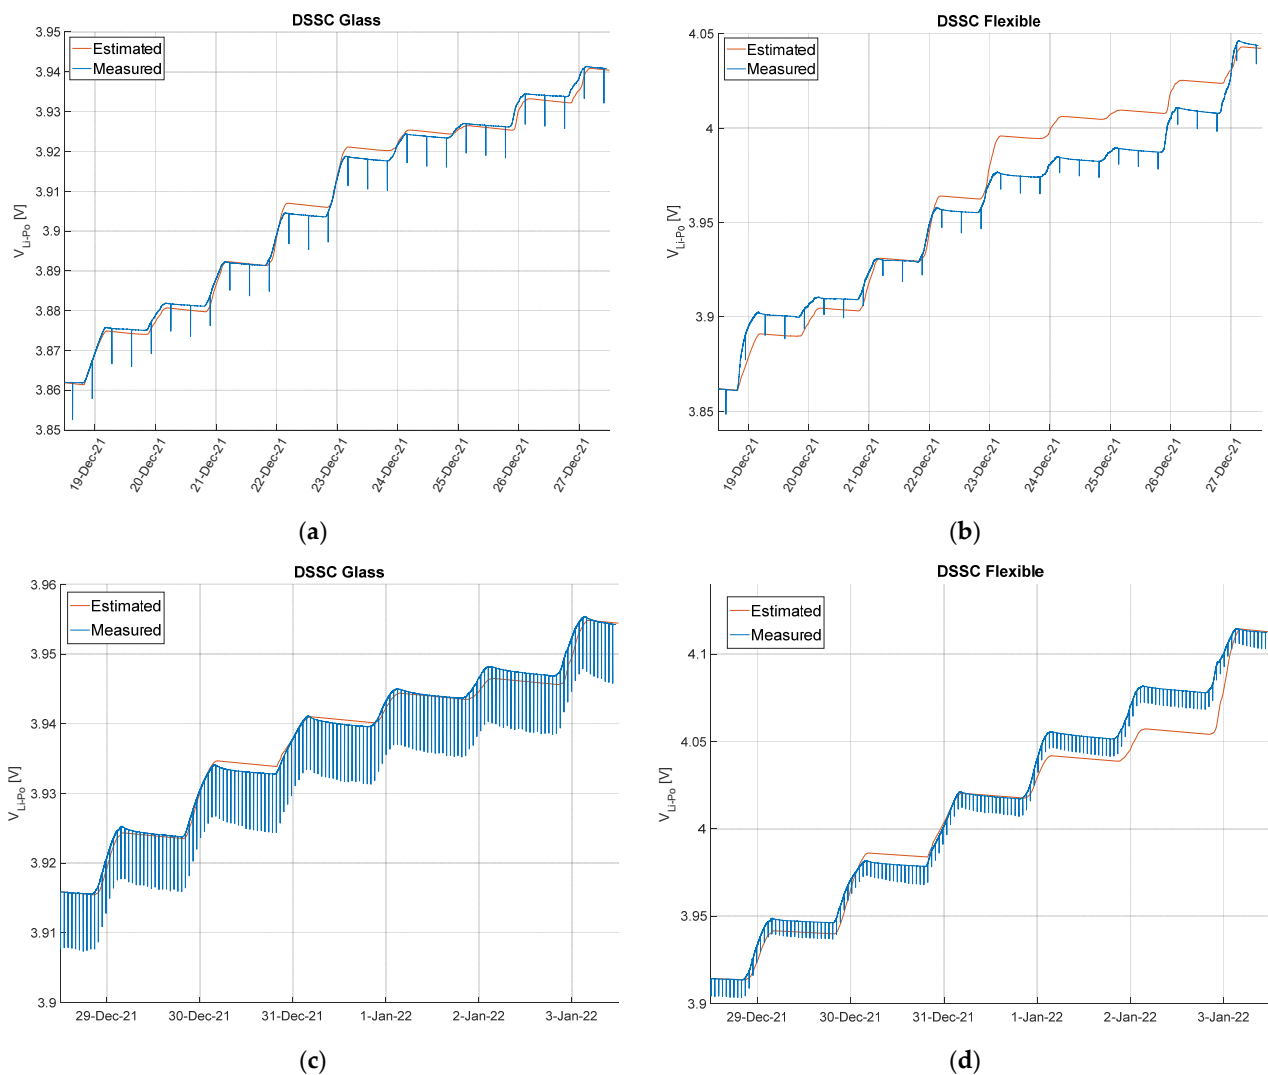 DSSC Glass
3.95
3.94
3.93
3.92
3.91
3.9
3.89
3.88
3.87
3.86
3.85
V_Li-Po [V]
Estimated
Measured
19-Dec-21
20-Dec-21
21-Dec-21
22-Dec-21
23-Dec-21
24-Dec-21
25-Dec-21
26-Dec-21
27-Dec-21
(a)
DSSC Flexible
4.05
4
3.95
3.9
3.85
V_Li-Po [V]
Estimated
Measured
19-Dec-21
20-Dec-21
21-Dec-21
22-Dec-21
23-Dec-21
24-Dec-21
25-Dec-21
26-Dec-21
27-Dec-21
(b)
DSSC Glass
3.96
3.95
3.94
3.93
3.92
3.91
3.9
V_Li-Po [V]
Estimated
Measured
29-Dec-21
30-Dec-21
31-Dec-21
1-Jan-22
2-Jan-22
3-Jan-22
(c)
DSSC Flexible
4.1
4.05
4
3.95
3.9
V_Li-Po [V]
Estimated
Measured
29-Dec-21
30-Dec-21
31-Dec-21
1-Jan-22
2-Jan-22
3-Jan-22
(d)